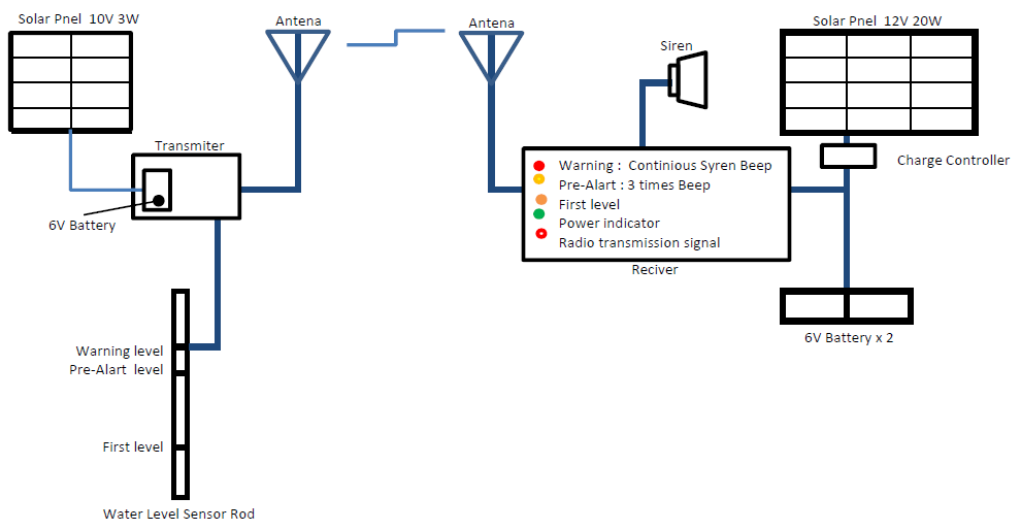 Solar Pnel 10V 3W
Antena
Antena
Siren
Solar Pnel 12V 20W
Transmiter
6V Battery
Warning : Continious Syren Beep
Pre-Alart : 3 times Beep
First level
Power indicator
Radio transmission signal
Reciver
Charge Controller
6V Battery x 2
Warning level
Pre-Alart level
First level
Water Level Sensor Rod